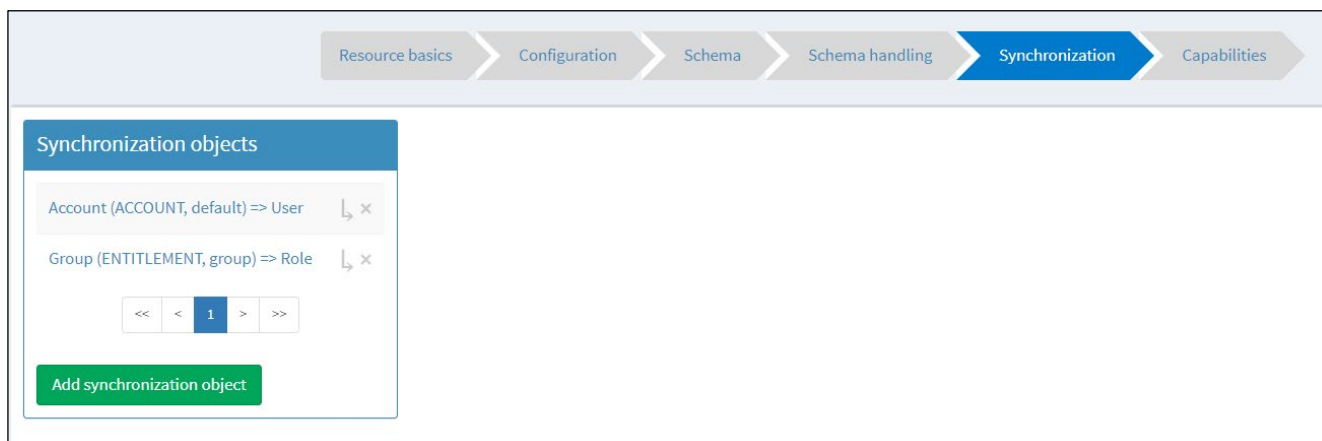 Resource basics Configuration Schema Schema handling Synchronization Capabilities
Synchronization objects
Account (ACCOUNT, default) => User
Group (ENTITLEMENT, group) => Role
<< < 1 > >>
Add synchronization object